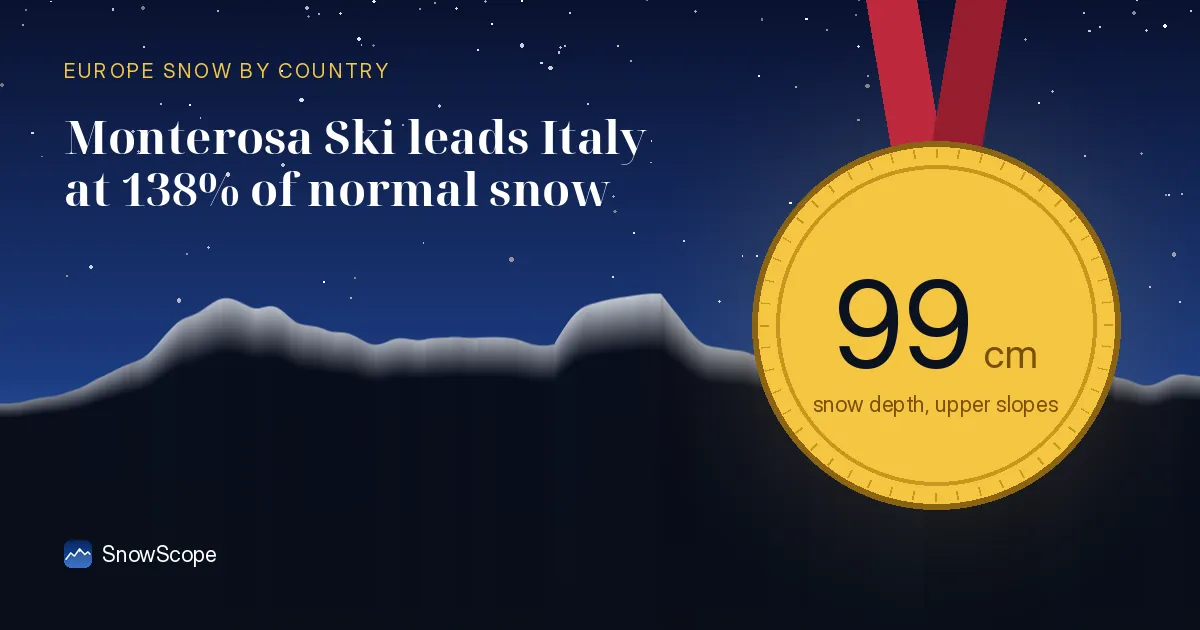 EUROPE SNOW BY COUNTRY
Monterosa Ski leads Italy
at 138% of normal snow
99 cm
snow depth, upper slopes
SnowScope